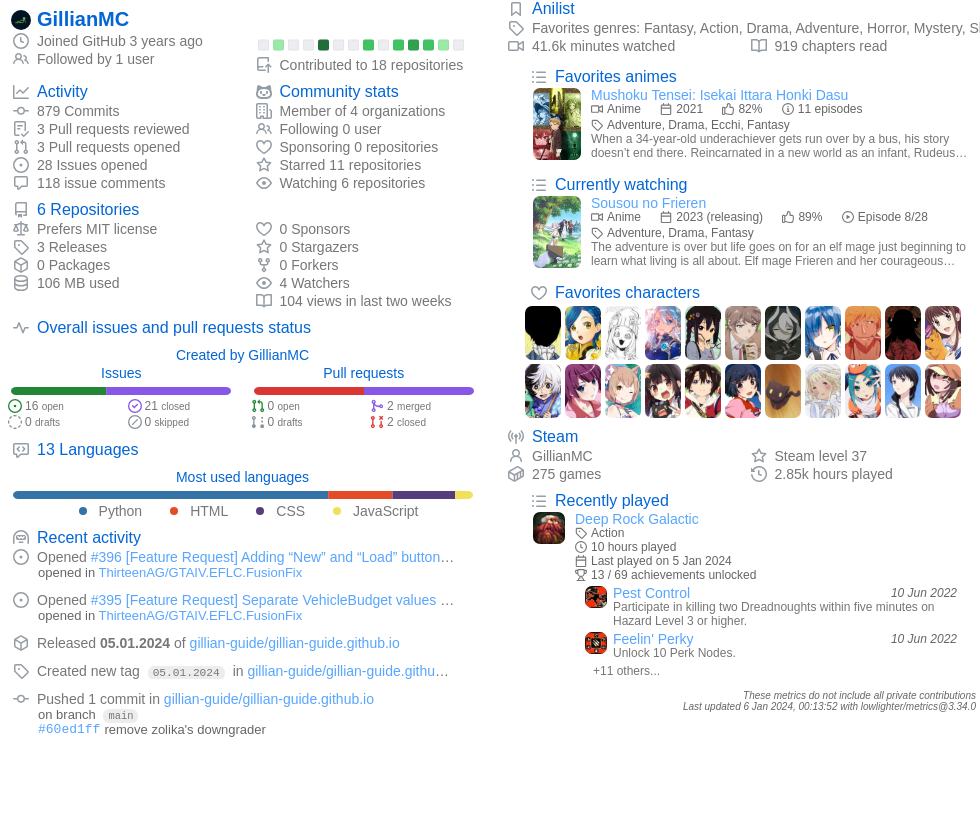 GillianMC
Joined GitHub 3 years ago
Followed by 1 user
Contributed to 18 repositories
Activity
879 Commits
3 Pull requests reviewed
3 Pull requests opened
28 Issues opened
118 issue comments
Community stats
Member of 4 organizations
Following 0 user
Sponsoring 0 repositories
Starred 11 repositories
Watching 6 repositories
6 Repositories
Prefers MIT license
3 Releases
0 Packages
106 MB used
0 Sponsors
0 Stargazers
0 Forkers
4 Watchers
104 views in last two weeks
Overall issues and pull requests status
Created by GillianMC
Issues
16 open 21 closed
0 drafts 0 skipped
Pull requests
0 open 2 merged
0 drafts 2 closed
13 Languages
Most used languages
Python HTML CSS JavaScript
Recent activity
Opened #396 [Feature Request] Adding “New” and “Load” button…
opened in ThirteenAG/GTAIV.EFLC.FusionFix
Opened #395 [Feature Request] Separate VehicleBudget values …
opened in ThirteenAG/GTAIV.EFLC.FusionFix
Released 05.01.2024 of gillian-guide/gillian-guide.github.io
Created new tag 05.01.2024 in gillian-guide/gillian-guide.githu…
Pushed 1 commit in gillian-guide/gillian-guide.github.io
on branch main
#60ed1ff remove zolika's downgrader
Anilist
Favorites genres: Fantasy, Action, Drama, Adventure, Horror, Mystery, S
41.6k minutes watched 919 chapters read
Favorites animes
Mushoku Tensei: Isekai Ittara Honki Dasu
Anime 2021 82% 11 episodes
Adventure, Drama, Ecchi, Fantasy
When a 34-year-old underachiever gets run over by a bus, his story
doesn’t end there. Reincarnated in a new world as an infant, Rudeus…
Currently watching
Sousou no Frieren
Anime 2023 (releasing) 89% Episode 8/28
Adventure, Drama, Fantasy
The adventure is over but life goes on for an elf mage just beginning to
learn what living is all about. Elf mage Frieren and her courageous…
Favorites characters
Steam
GillianMC Steam level 37
275 games 2.85k hours played
Recently played
Deep Rock Galactic
Action
10 hours played
Last played on 5 Jan 2024
13 / 69 achievements unlocked
Pest Control 10 Jun 2022
Participate in killing two Dreadnoughts within five minutes on
Hazard Level 3 or higher.
Feelin' Perky 10 Jun 2022
Unlock 10 Perk Nodes.
+11 others...
These metrics do not include all private contributions
Last updated 6 Jan 2024, 00:13:52 with lowlighter/metrics@3.34.0